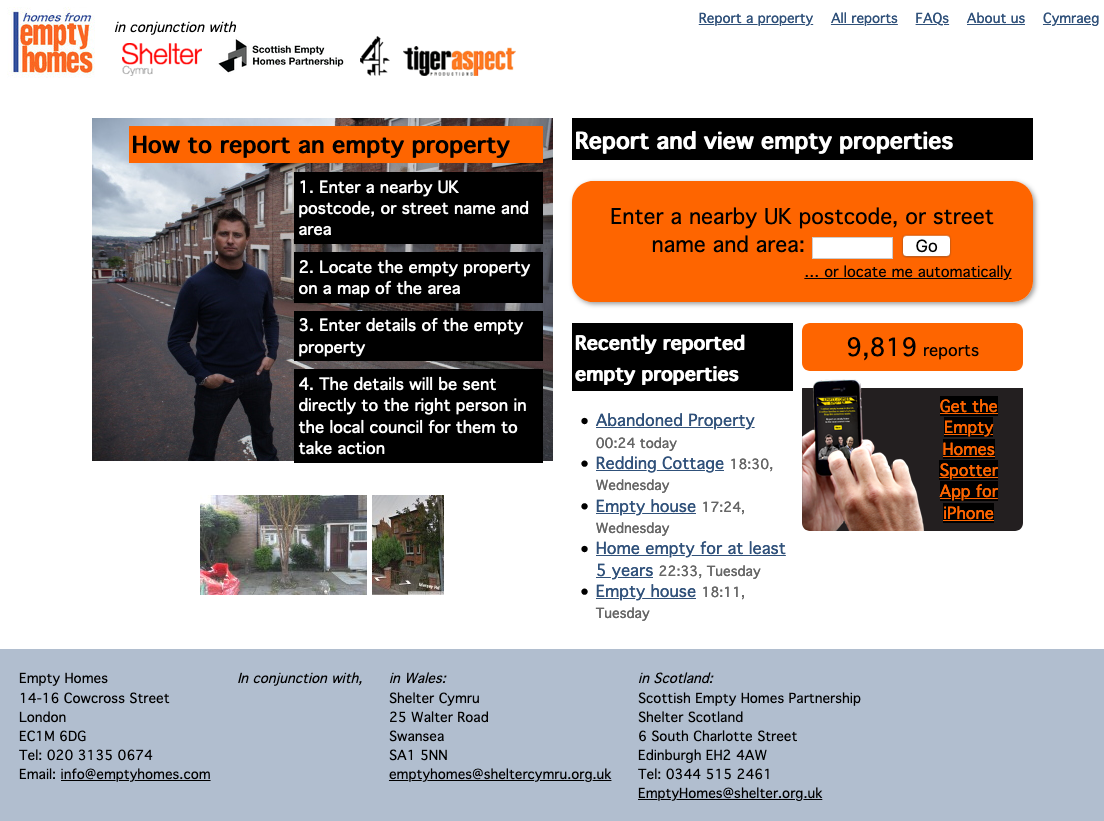 homes from
empty
homes
in conjunction with
Shelter
Cymru
Scottish Empty
Homes Partnership
4
tigeraspect
PRODUCTIONS
Report a property
All reports
FAQs
About us
Cymraeg
How to report an empty property
1. Enter a nearby UK
postcode, or street name and
area
2. Locate the empty property
on a map of the area
3. Enter details of the empty
property
4. The details will be sent
directly to the right person in
the local council for them to
take action
Report and view empty properties
Enter a nearby UK postcode, or street
name and area:
Go
... or locate me automatically
Recently reported
empty properties
• Abandoned Property
00:24 today
• Redding Cottage 18:30,
Wednesday
• Empty house 17:24,
Wednesday
• Home empty for at least
5 years 22:33, Tuesday
• Empty house 18:11,
Tuesday
9,819 reports
Get the
Empty
Homes
Spotter
App for
iPhone
Empty Homes
14-16 Cowcross Street
London
EC1M 6DG
Tel: 020 3135 0674
Email: info@emptyhomes.com
In conjunction with,
in Wales:
Shelter Cymru
25 Walter Road
Swansea
SA1 5NN
emptyhomes@sheltercymru.org.uk
in Scotland:
Scottish Empty Homes Partnership
Shelter Scotland
6 South Charlotte Street
Edinburgh EH2 4AW
Tel: 0344 515 2461
EmptyHomes@shelter.org.uk